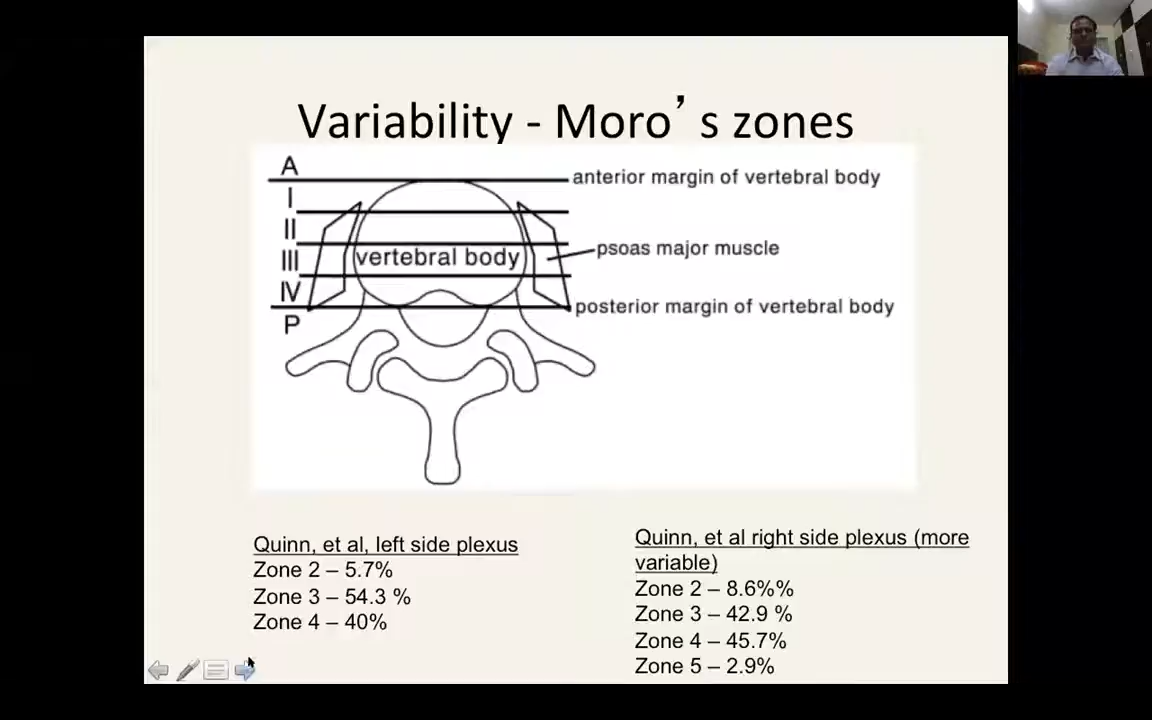 Variability - Moro’s zones
A
anterior margin of vertebral body
I
II
psoas major muscle
III
vertebral body
IV
posterior margin of vertebral body
P
Quinn, et al, left side plexus
Zone 2 – 5.7%
Zone 3 – 54.3 %
Zone 4 – 40%
Quinn, et al right side plexus (more
variable)
Zone 2 – 8.6%%
Zone 3 – 42.9 %
Zone 4 – 45.7%
Zone 5 – 2.9%